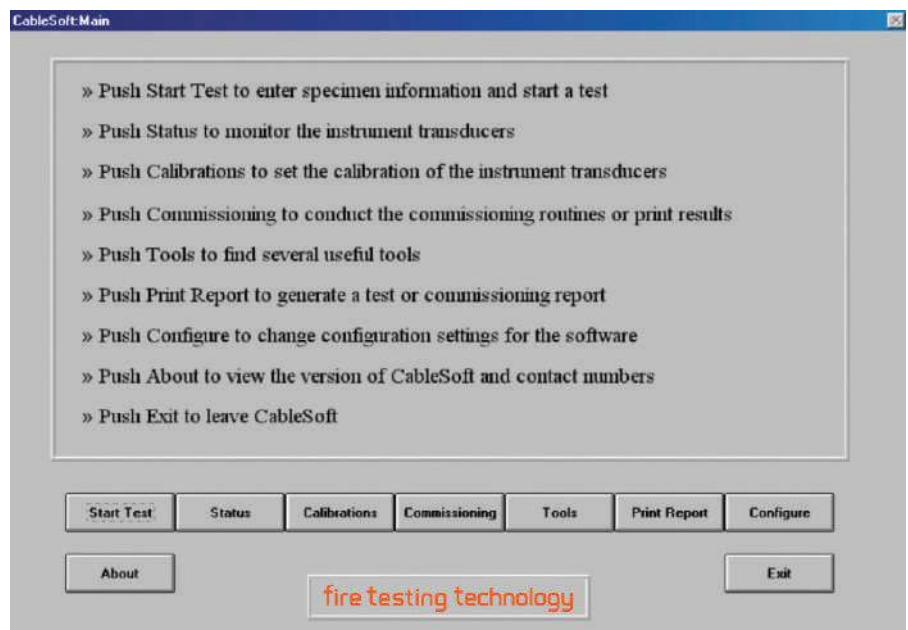 CableSoft:Main
» Push Start Test to enter specimen information and start a test
» Push Status to monitor the instrument transducers
» Push Calibrations to set the calibration of the instrument transducers
» Push Commissioning to conduct the commissioning routines or print results
» Push Tools to find several useful tools
» Push Print Report to generate a test or commissioning report
» Push Configure to change configuration settings for the software
» Push About to view the version of CableSoft and contact numbers
» Push Exit to leave CableSoft
Start Test Status Calibrations Commissioning Tools Print Report Configure
About Exit
fire testing technology